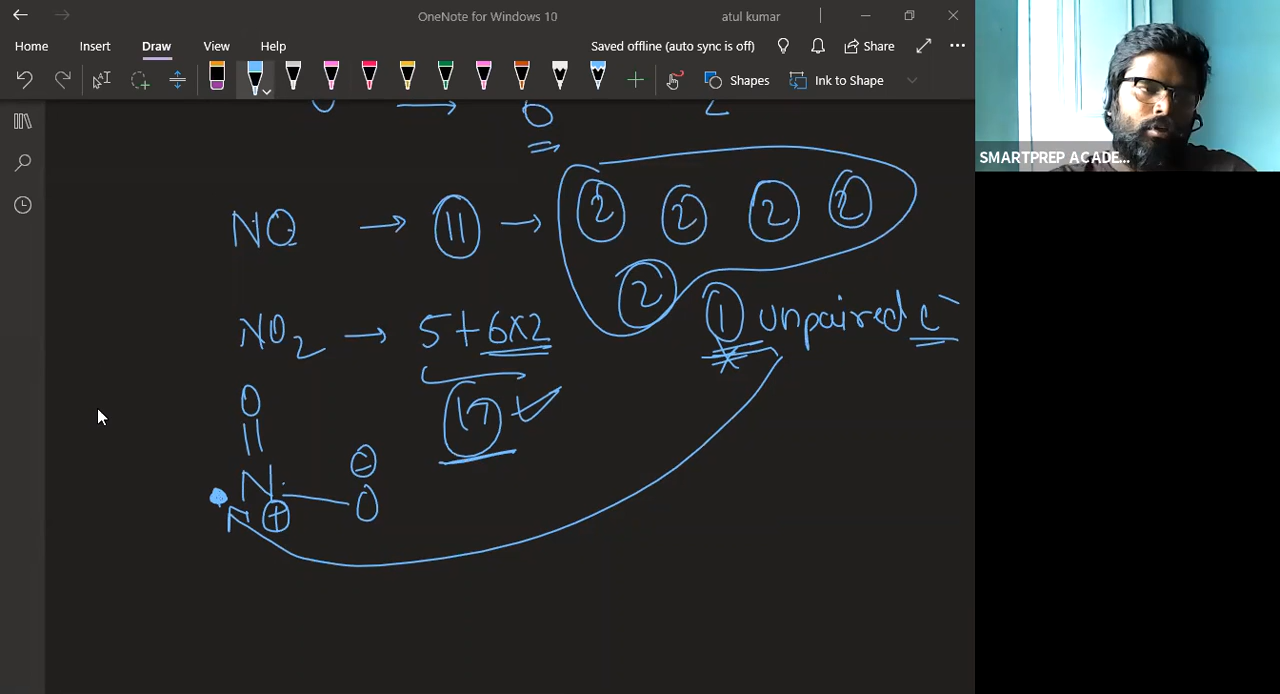 OneNote for Windows 10
atul kumar
Home Insert Draw View Help
Saved offline (auto sync is off)
Share
Shapes
Ink to Shape
SMARTPREP ACADE...
NO → 11 → 2 2 2 2
2 1 unpaired e⁻
NO₂ → 5+6×2
17 ✓
O
N
⊖
O
⊕